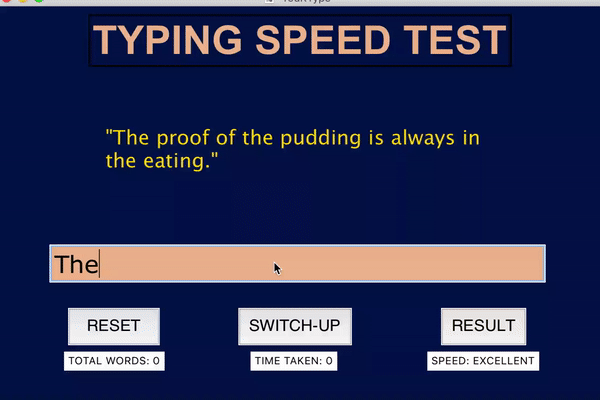 TYPING SPEED TEST
"The proof of the pudding is always in
the eating."
The
RESET
SWITCH-UP
RESULT
TOTAL WORDS: 0
TIME TAKEN: 0
SPEED: EXCELLENT